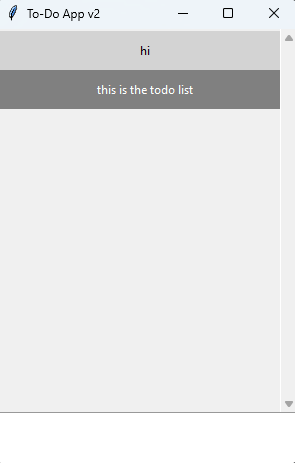 To-Do App v2
hi
this is the todo list